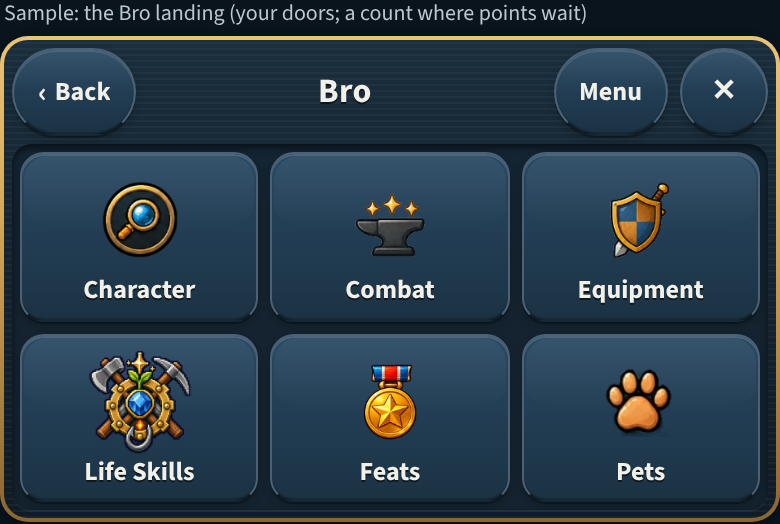 Sample: the Bro landing (your doors; a count where points wait)
‹ Back
Bro
Menu
✕
Character
Combat
Equipment
Life Skills
Feats
Pets